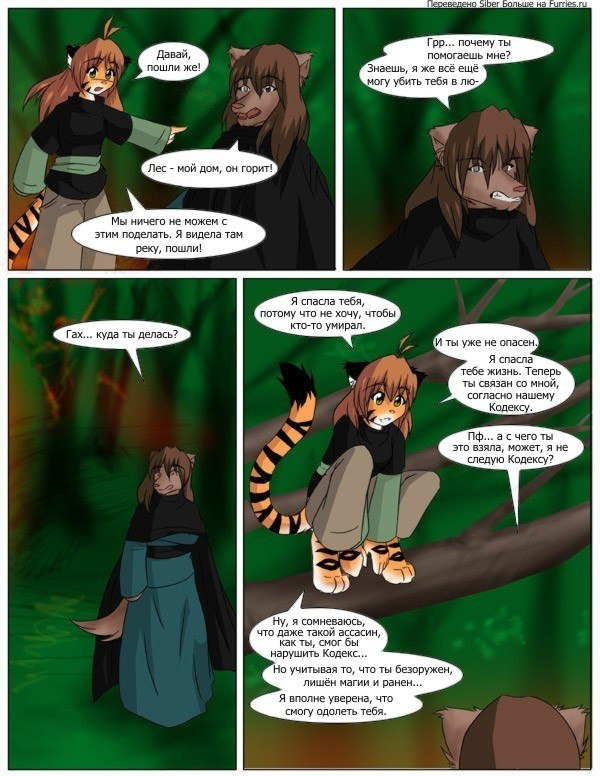 Переведено Siber Больше на Furries.ru
Давай,
пошли же!
Лес - мой дом, он горит!
Мы ничего не можем с
этим поделать. Я видела там
реку, пошли!
Грр... почему ты
помогаешь мне?
Знаешь, я же всё ещё
могу убить тебя в лю-
Гах... куда ты делась?
Я спасла тебя,
потому что не хочу, чтобы
кто-то умирал.
И ты уже не опасен.
Я спасла
тебе жизнь. Теперь
ты связан со мной,
согласно нашему
Кодексу.
Пф... а с чего ты
это взяла, может, я не
следую Кодексу?
Ну, я сомневаюсь,
что даже такой ассасин,
как ты, смог бы
нарушить Кодекс...
Но учитывая то, что ты безоружен,
лишён магии и ранен...
Я вполне уверена, что
смогу одолеть тебя.